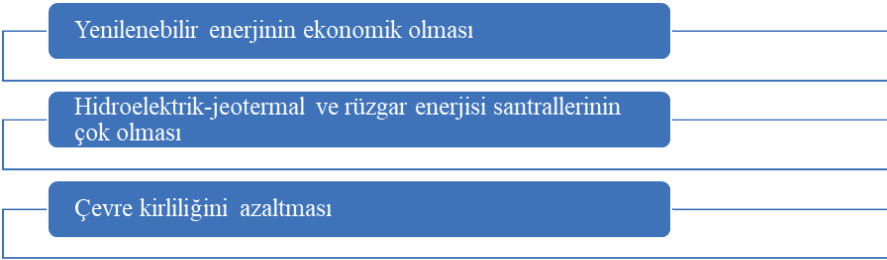 Yenilenebilir enerjinin ekonomik olması
Hidroelektrik-jeotermal ve rüzgar enerjisi santrallerinin
çok olması
Çevre kirliliğini azaltması